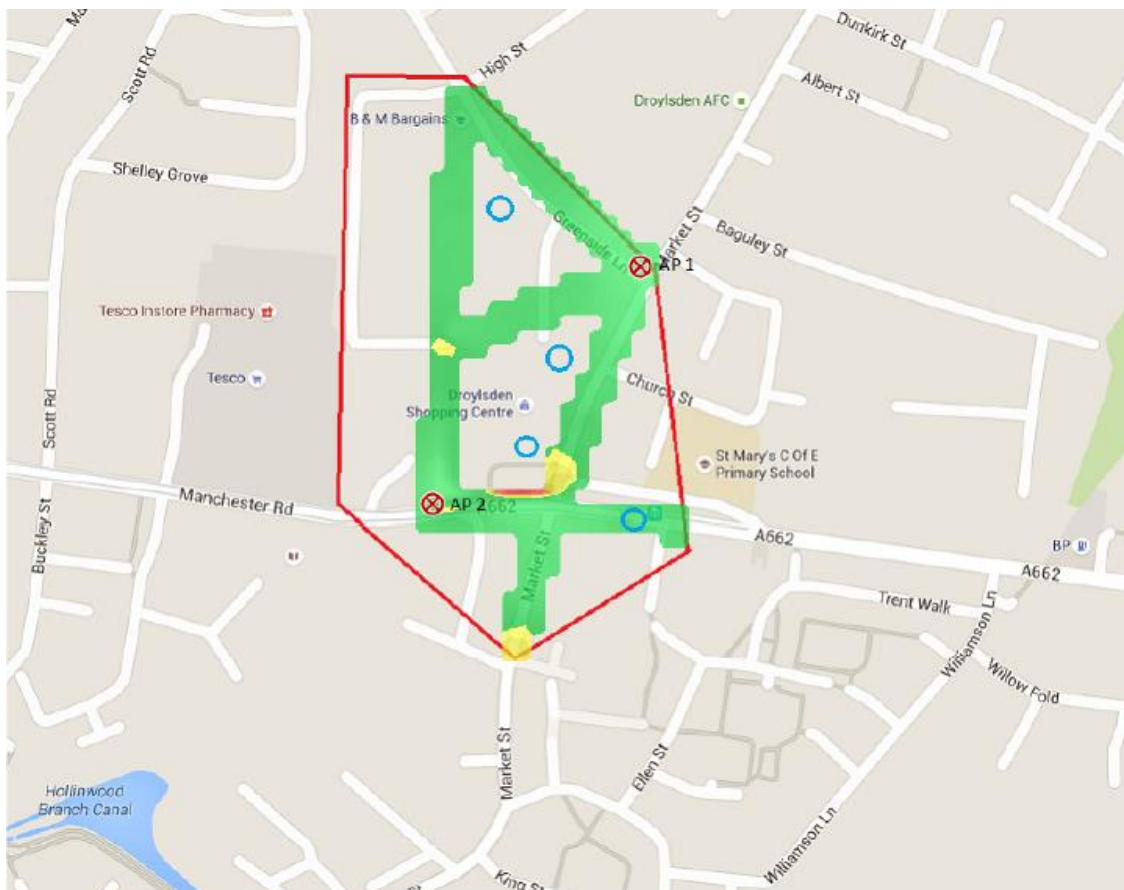 High St
Dunkirk St
Albert St
Scott Rd
Droylsden AFC
B & M Bargains
Shelley Grove
Greenside Ln
Market St
Baguley St
AP 1
Tesco Instore Pharmacy
Tesco
Church St
Droylsden
Shopping Centre
Scott Rd
St Mary's C Of E
Primary School
Manchester Rd
AP 2
A662
Buckley St
Market St
A662
BP
A662
Trent Walk
Williamson Ln
Willow Fold
Market St
Ellen St
Hollinwood
Branch Canal
Williamson Ln
King St